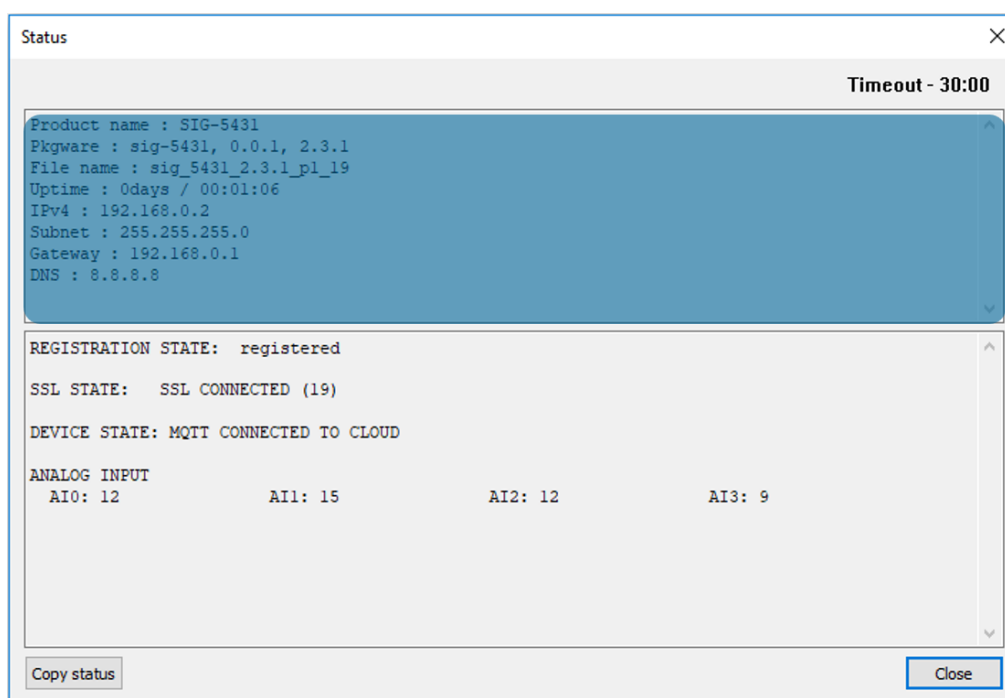 Status
Timeout - 30:00
Product name : SIG-5431
Pkgware : sig-5431, 0.0.1, 2.3.1
File name : sig_5431_2.3.1_p1_19
Uptime : 0days / 00:01:06
IPv4 : 192.168.0.2
Subnet : 255.255.255.0
Gateway : 192.168.0.1
DNS : 8.8.8.8
REGISTRATION STATE: registered
SSL STATE: SSL CONNECTED (19)
DEVICE STATE: MQTT CONNECTED TO CLOUD
ANALOG INPUT
AI0: 12 AI1: 15 AI2: 12 AI3: 9
Copy status Close